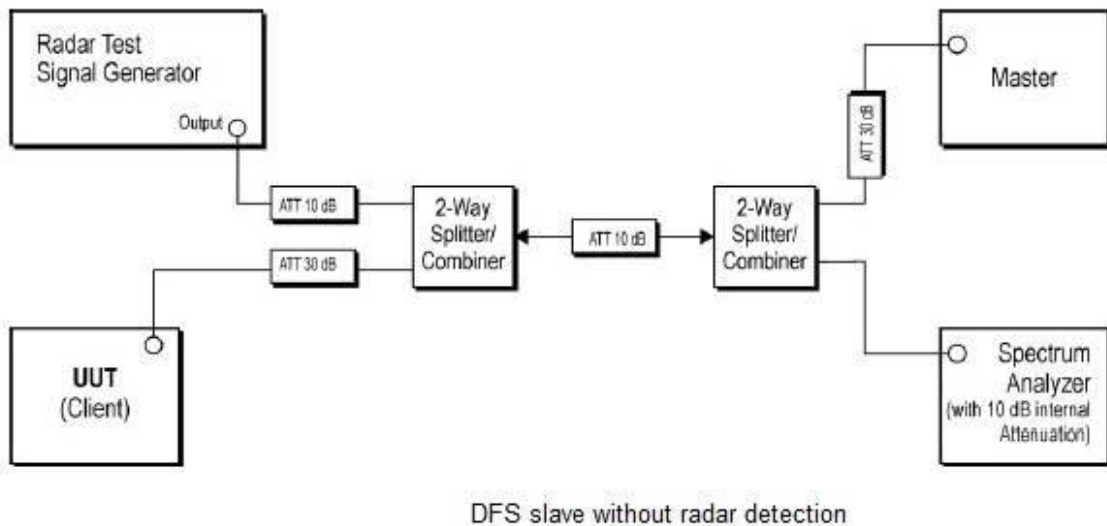 Radar Test
Signal Generator
Output
ATT 10 dB
ATT 30 dB
UUT
(Client)
2-Way
Splitter/
Combiner
ATT 10 dB
2-Way
Splitter/
Combiner
ATT 30 dB
Master
Spectrum
Analyzer
(with 10 dB internal
Attenuation)
DFS slave without radar detection